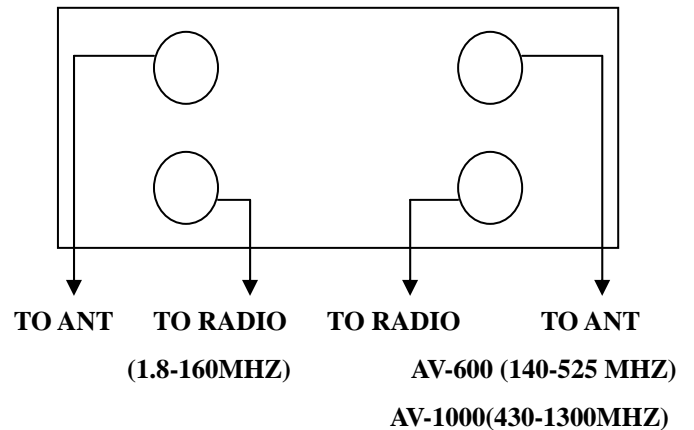 TO ANT TO RADIO TO RADIO TO ANT
(1.8-160MHZ) AV-600 (140-525 MHZ)
AV-1000(430-1300MHZ)